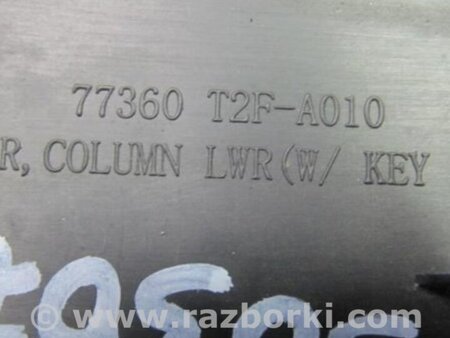 77360 T2F-A010
R, COLUMN LWR(W/ KEY
www.razborki.com